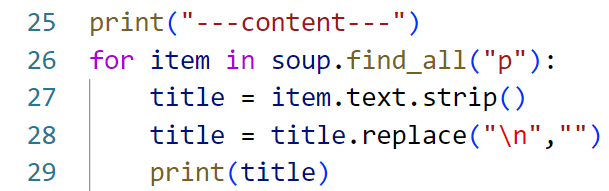 25 print("---content---")
26 for item in soup.find_all("p"):
27     title = item.text.strip()
28     title = title.replace("\n","")
29     print(title)